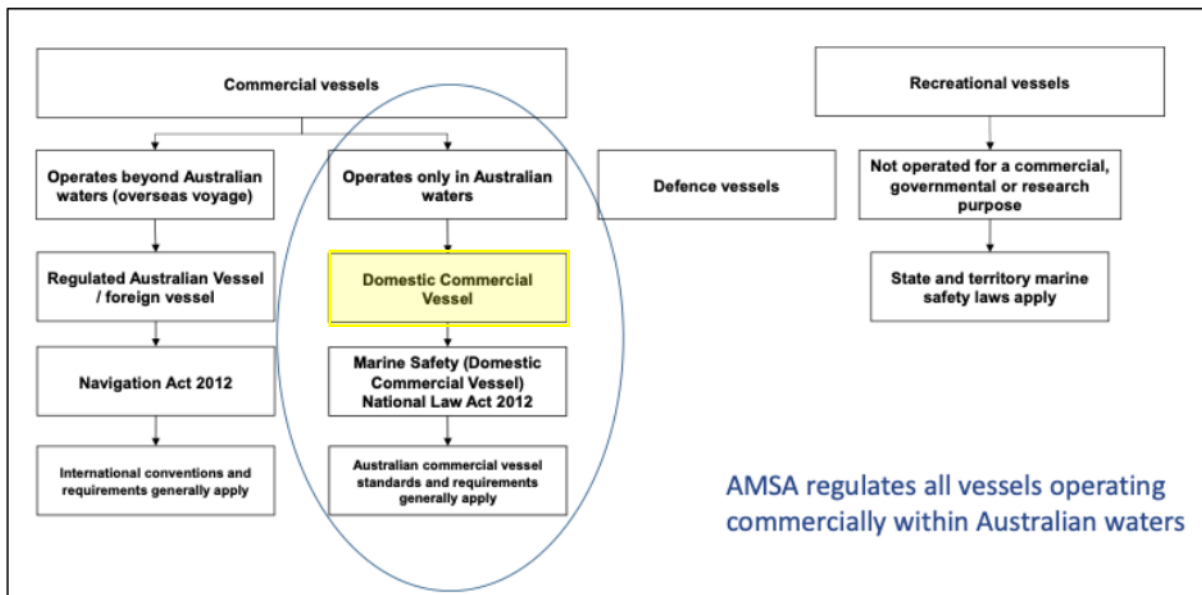 Commercial vessels
Recreational vessels
Operates beyond Australian
waters (overseas voyage)
Operates only in Australian
waters
Defence vessels
Not operated for a commercial,
governmental or research
purpose
Regulated Australian Vessel
/ foreign vessel
Domestic Commercial
Vessel
State and territory marine
safety laws apply
Navigation Act 2012
Marine Safety (Domestic
Commercial Vessel)
National Law Act 2012
International conventions and
requirements generally apply
Australian commercial vessel
standards and requirements
generally apply
AMSA regulates all vessels operating
commercially within Australian waters